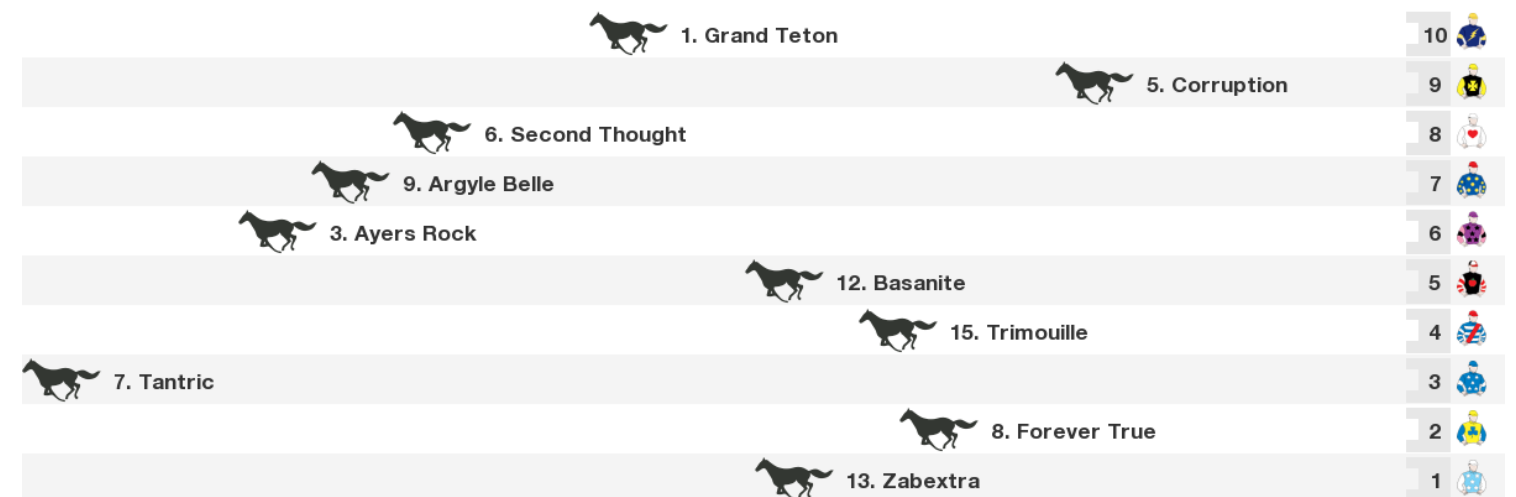 1. Grand Teton 10
5. Corruption 9
6. Second Thought 8
9. Argyle Belle 7
3. Ayers Rock 6
12. Basanite 5
15. Trimouille 4
7. Tantric 3
8. Forever True 2
13. Zabextra 1